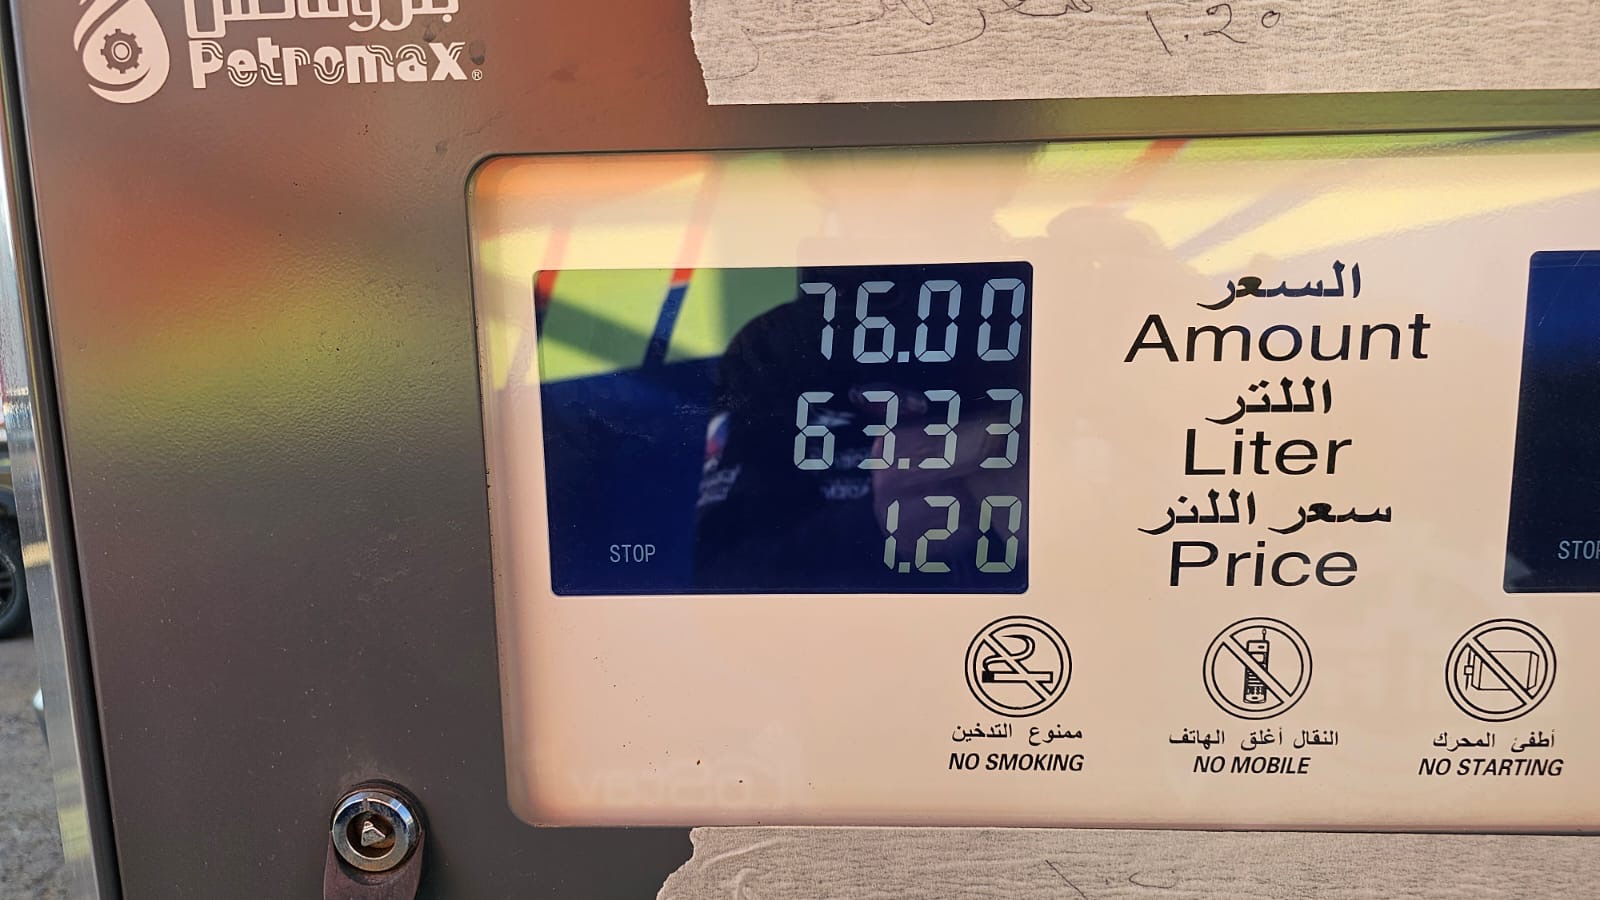 بتروماكس
Petromax®
1.20
76.00
63.33
1.20
STOP
السعر
Amount
اللتر
Liter
سعر اللتر
Price
STOP
ممنوع التدخين
NO SMOKING
النقال أغلق الهاتف
NO MOBILE
أطفئ المحرك
NO STARTING